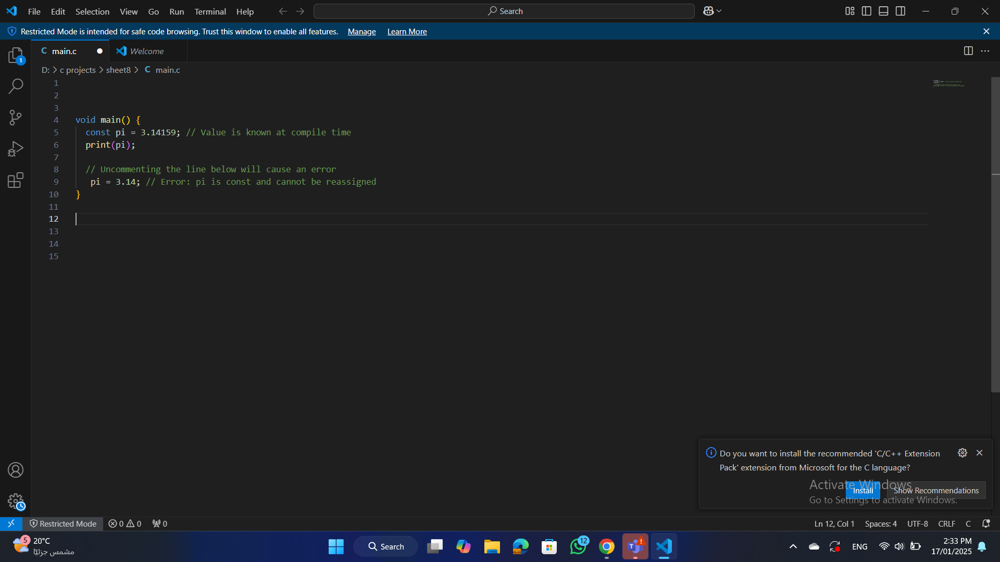 File Edit Selection View Go Run Terminal Help
Search
Restricted Mode is intended for safe code browsing. Trust this window to enable all features. Manage Learn More
1
C main.c
Welcome
D: > c projects > sheet8 > C main.c
1
2
3
4 void main() {
5 const pi = 3.14159; // Value is known at compile time
6 print(pi);
7
8 // Uncommenting the line below will cause an error
9 pi = 3.14; // Error: pi is const and cannot be reassigned
10 }
11
12
13
14
15
Do you want to install the recommended 'C/C++ Extension
Pack' extension from Microsoft for the C language?
Install
Show Recommendations
Activate Windows
Go to Settings to activate Windows.
Restricted Mode 0 0 0
Ln 12, Col 1 Spaces: 4 UTF-8 CRLF C
5
20°C
مشمس جزئيًا
Search
12
T
ENG
2:33 PM
17/01/2025